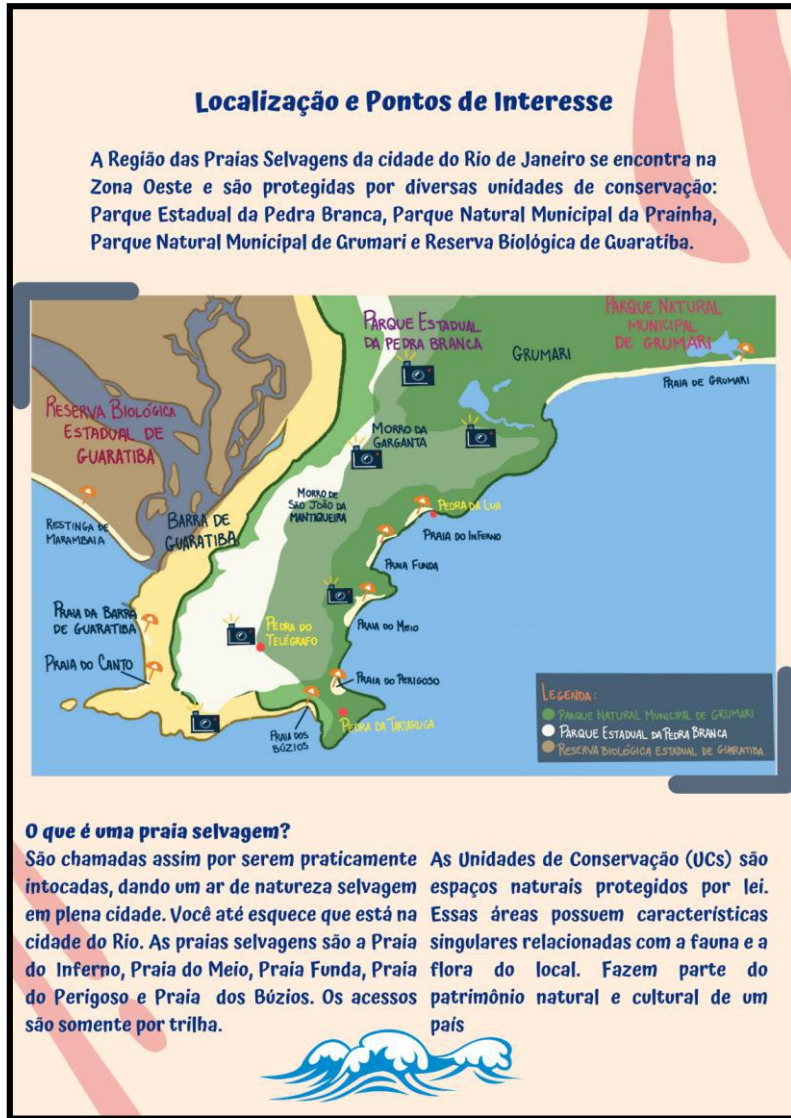 Localização e Pontos de Interesse
A Região das Praias Selvagens da cidade do Rio de Janeiro se encontra na
Zona Oeste e são protegidas por diversas unidades de conservação:
Parque Estadual da Pedra Branca, Parque Natural Municipal da Prainha,
Parque Natural Municipal de Grumari e Reserva Biológica de Guaratiba.
PARQUE ESTADUAL
DA PEDRA BRANCA
PARQUE NATURAL
MUNICIPAL
DE GRUMARI
GRUMARI
PRAIA DE GRUMARI
RESERVA BIOLÓGICA
ESTADUAL DE
GUARATIBA
MORRO DA
GARGANTA
MORRO DE
SÃO JOÃO DA
MANTIQUEIRA
PEDRA DA LUA
RESTINGA DE
MARAMBAIA
BARRA DE
GUARATIBA
PRAIA DO INFERNO
PRAIA FUNDA
PRAIA DA BARRA
DE GUARATIBA
PEDRA DO
TELÉGRAFO
PRAIA DO MEIO
PRAIA DO CANTO
PRAIA DO PERIGOSO
PRAIA DOS
BÚZIOS
PEDRA DA TARTARUGA
LEGENDA:
PARQUE NATURAL MUNICIPAL DE GRUMARI
PARQUE ESTADUAL DA PEDRA BRANCA
RESERVA BIOLÓGICA ESTADUAL DE GUARATIBA
O que é uma praia selvagem?
São chamadas assim por serem praticamente
intocadas, dando um ar de natureza selvagem
em plena cidade. Você até esquece que está na
cidade do Rio. As praias selvagens são a Praia
do Inferno, Praia do Meio, Praia Funda, Praia
do Perigoso e Praia dos Búzios. Os acessos
são somente por trilha.
As Unidades de Conservação (UCs) são
espaços naturais protegidos por lei.
Essas áreas possuem características
singulares relacionadas com a fauna e a
flora do local. Fazem parte do
patrimônio natural e cultural de um
país